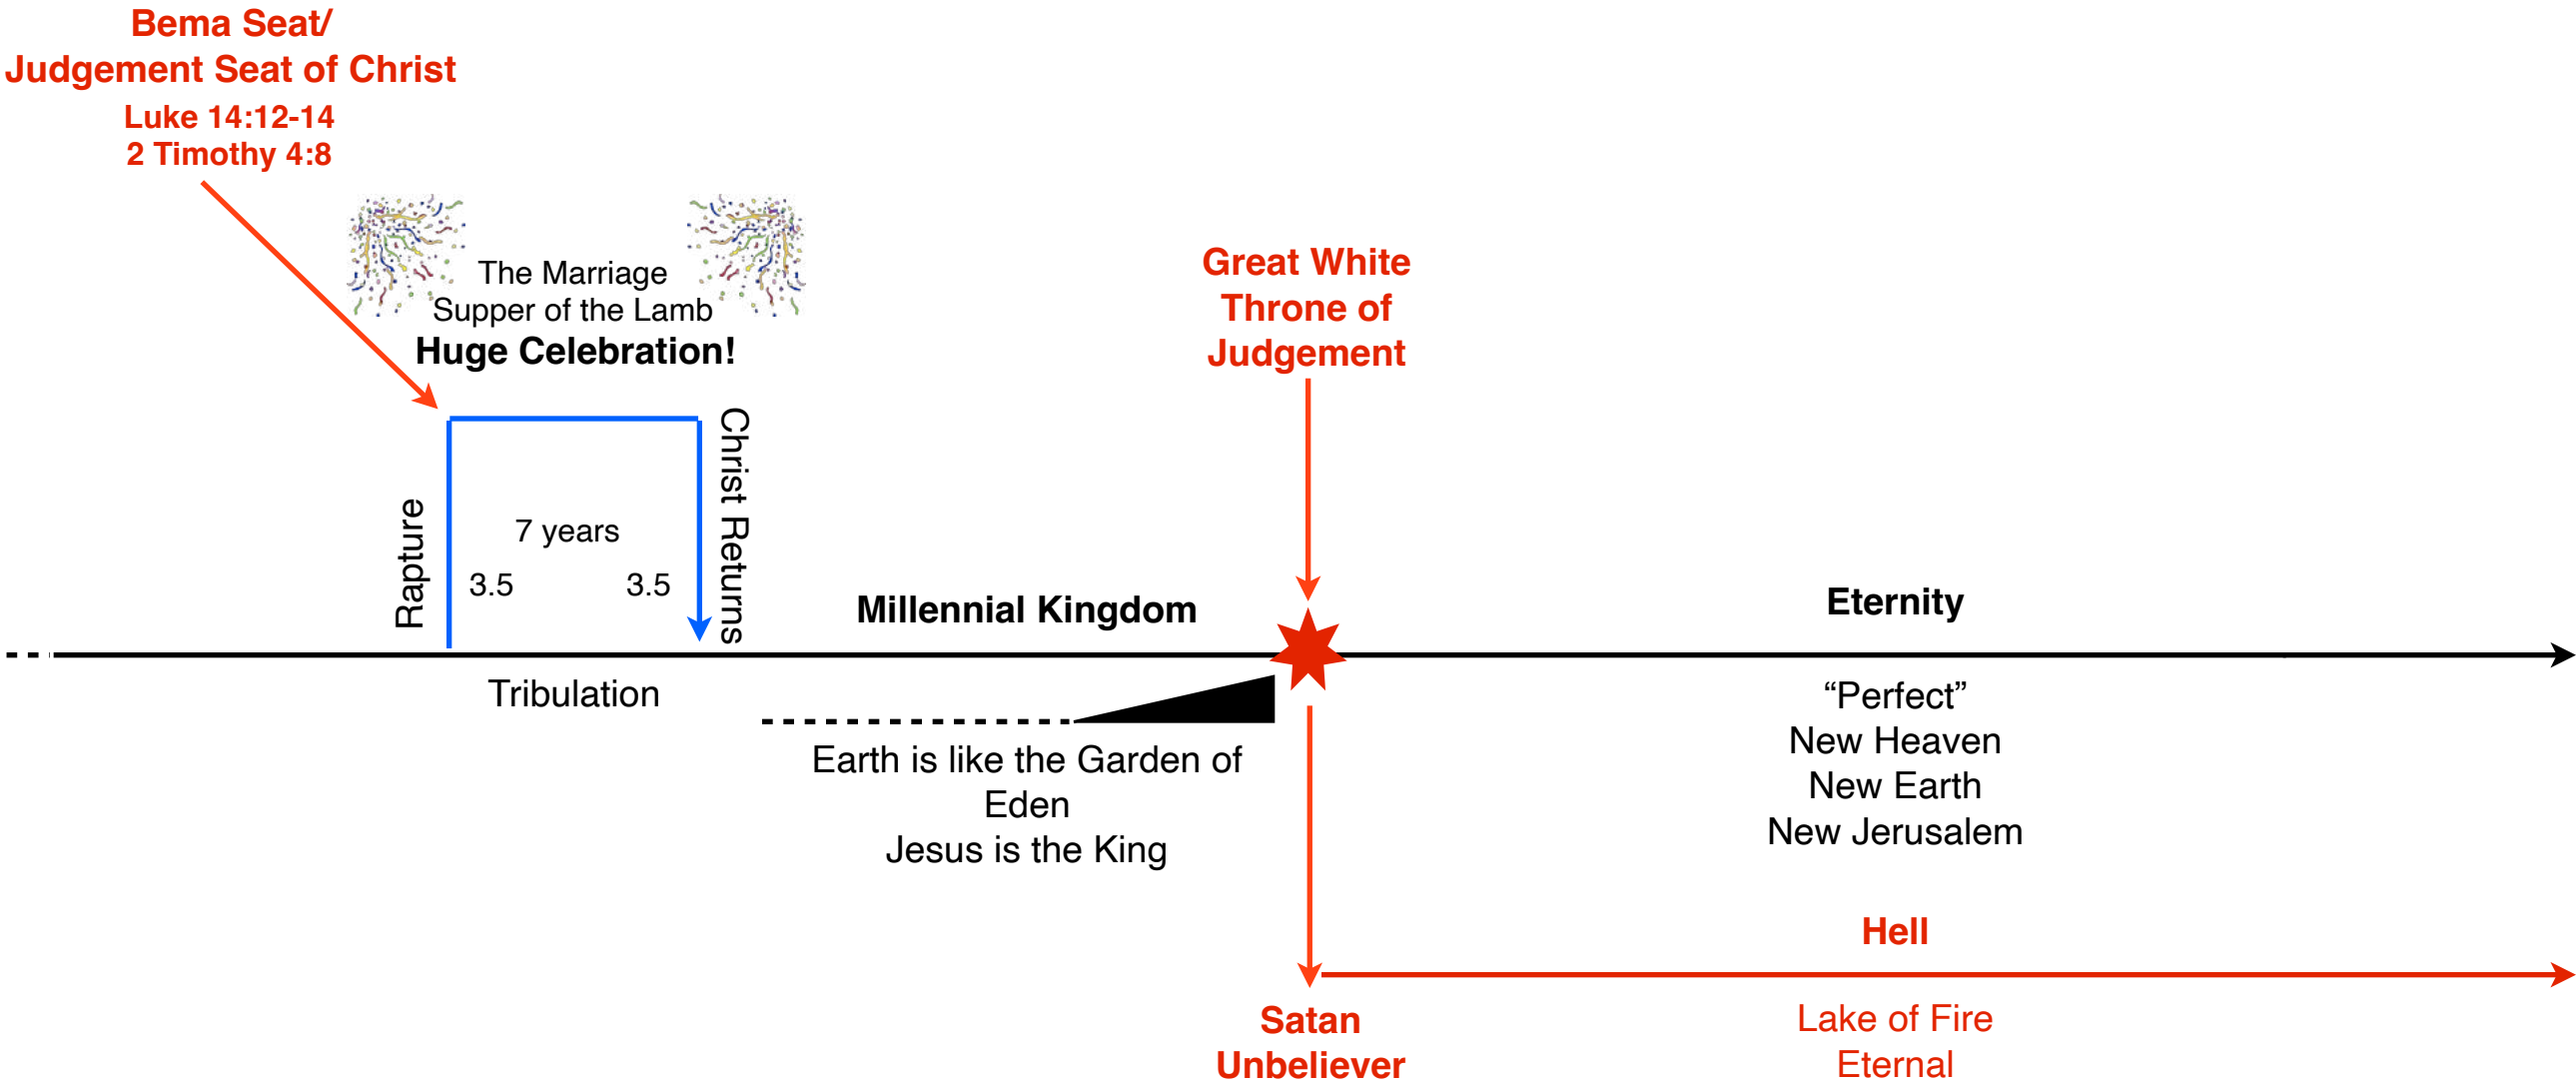 Bema Seat/
Judgement Seat of Christ
Luke 14:12-14
2 Timothy 4:8
The Marriage
Supper of the Lamb
Huge Celebration!
Rapture
7 years
3.5
3.5
Christ Returns
Tribulation
Millennial Kingdom
Earth is like the Garden of
Eden
Jesus is the King
Great White
Throne of
Judgement
Satan
Unbeliever
Eternity
“Perfect”
New Heaven
New Earth
New Jerusalem
Hell
Lake of Fire
Eternal